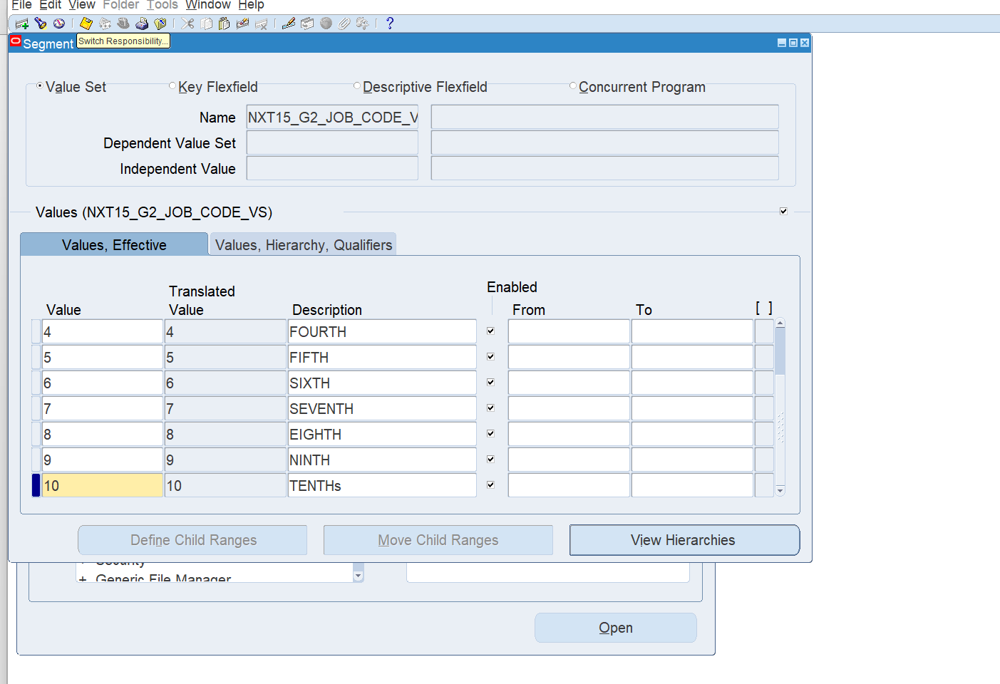 File Edit View Folder Tools Window Help
?
Segment
Switch Responsibility...
Value Set Key Flexfield Descriptive Flexfield Concurrent Program
Name NXT15_G2_JOB_CODE_V
Dependent Value Set
Independent Value
Values (NXT15_G2_JOB_CODE_VS)
Values, Effective Values, Hierarchy, Qualifiers
Translated Enabled
Value Value Description From To [ ]
4 4 FOURTH
5 5 FIFTH
6 6 SIXTH
7 7 SEVENTH
8 8 EIGHTH
9 9 NINTH
10 10 TENTHs
Define Child Ranges Move Child Ranges View Hierarchies
Security
+ Generic File Manager
Open